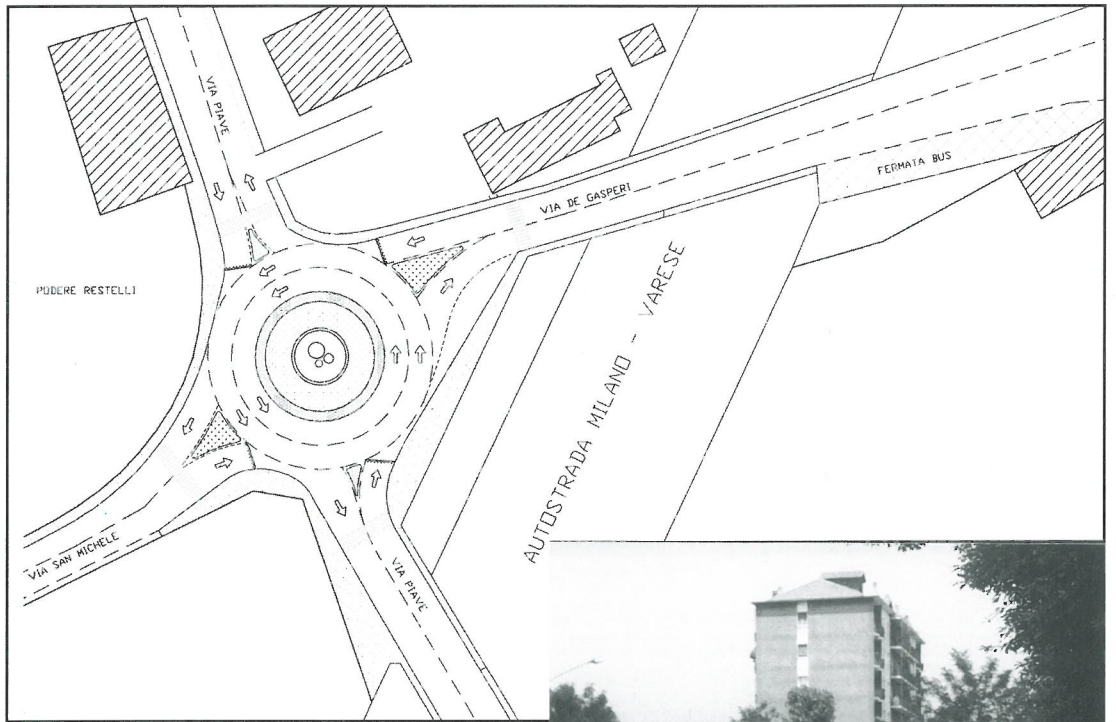 VIA PIAVE
FERMATA BUS
VIA DE GASPERI
PODERE RESTELLI
AUTOSTRADA MILANO - VARESE
VIA SAN MICHELE
VIA PIAVE